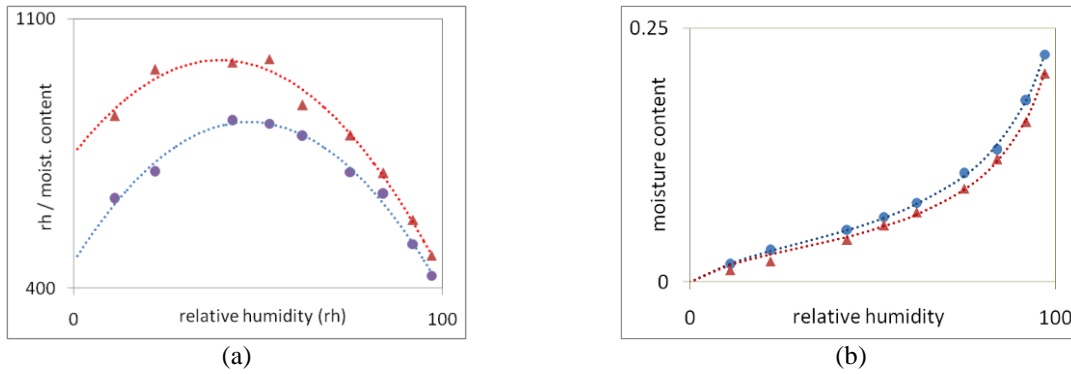 1100
rh / moist. content
400
0
relative humidity (rh)
100
(a)
0.25
moisture content
0
0
relative humidity
100
(b)